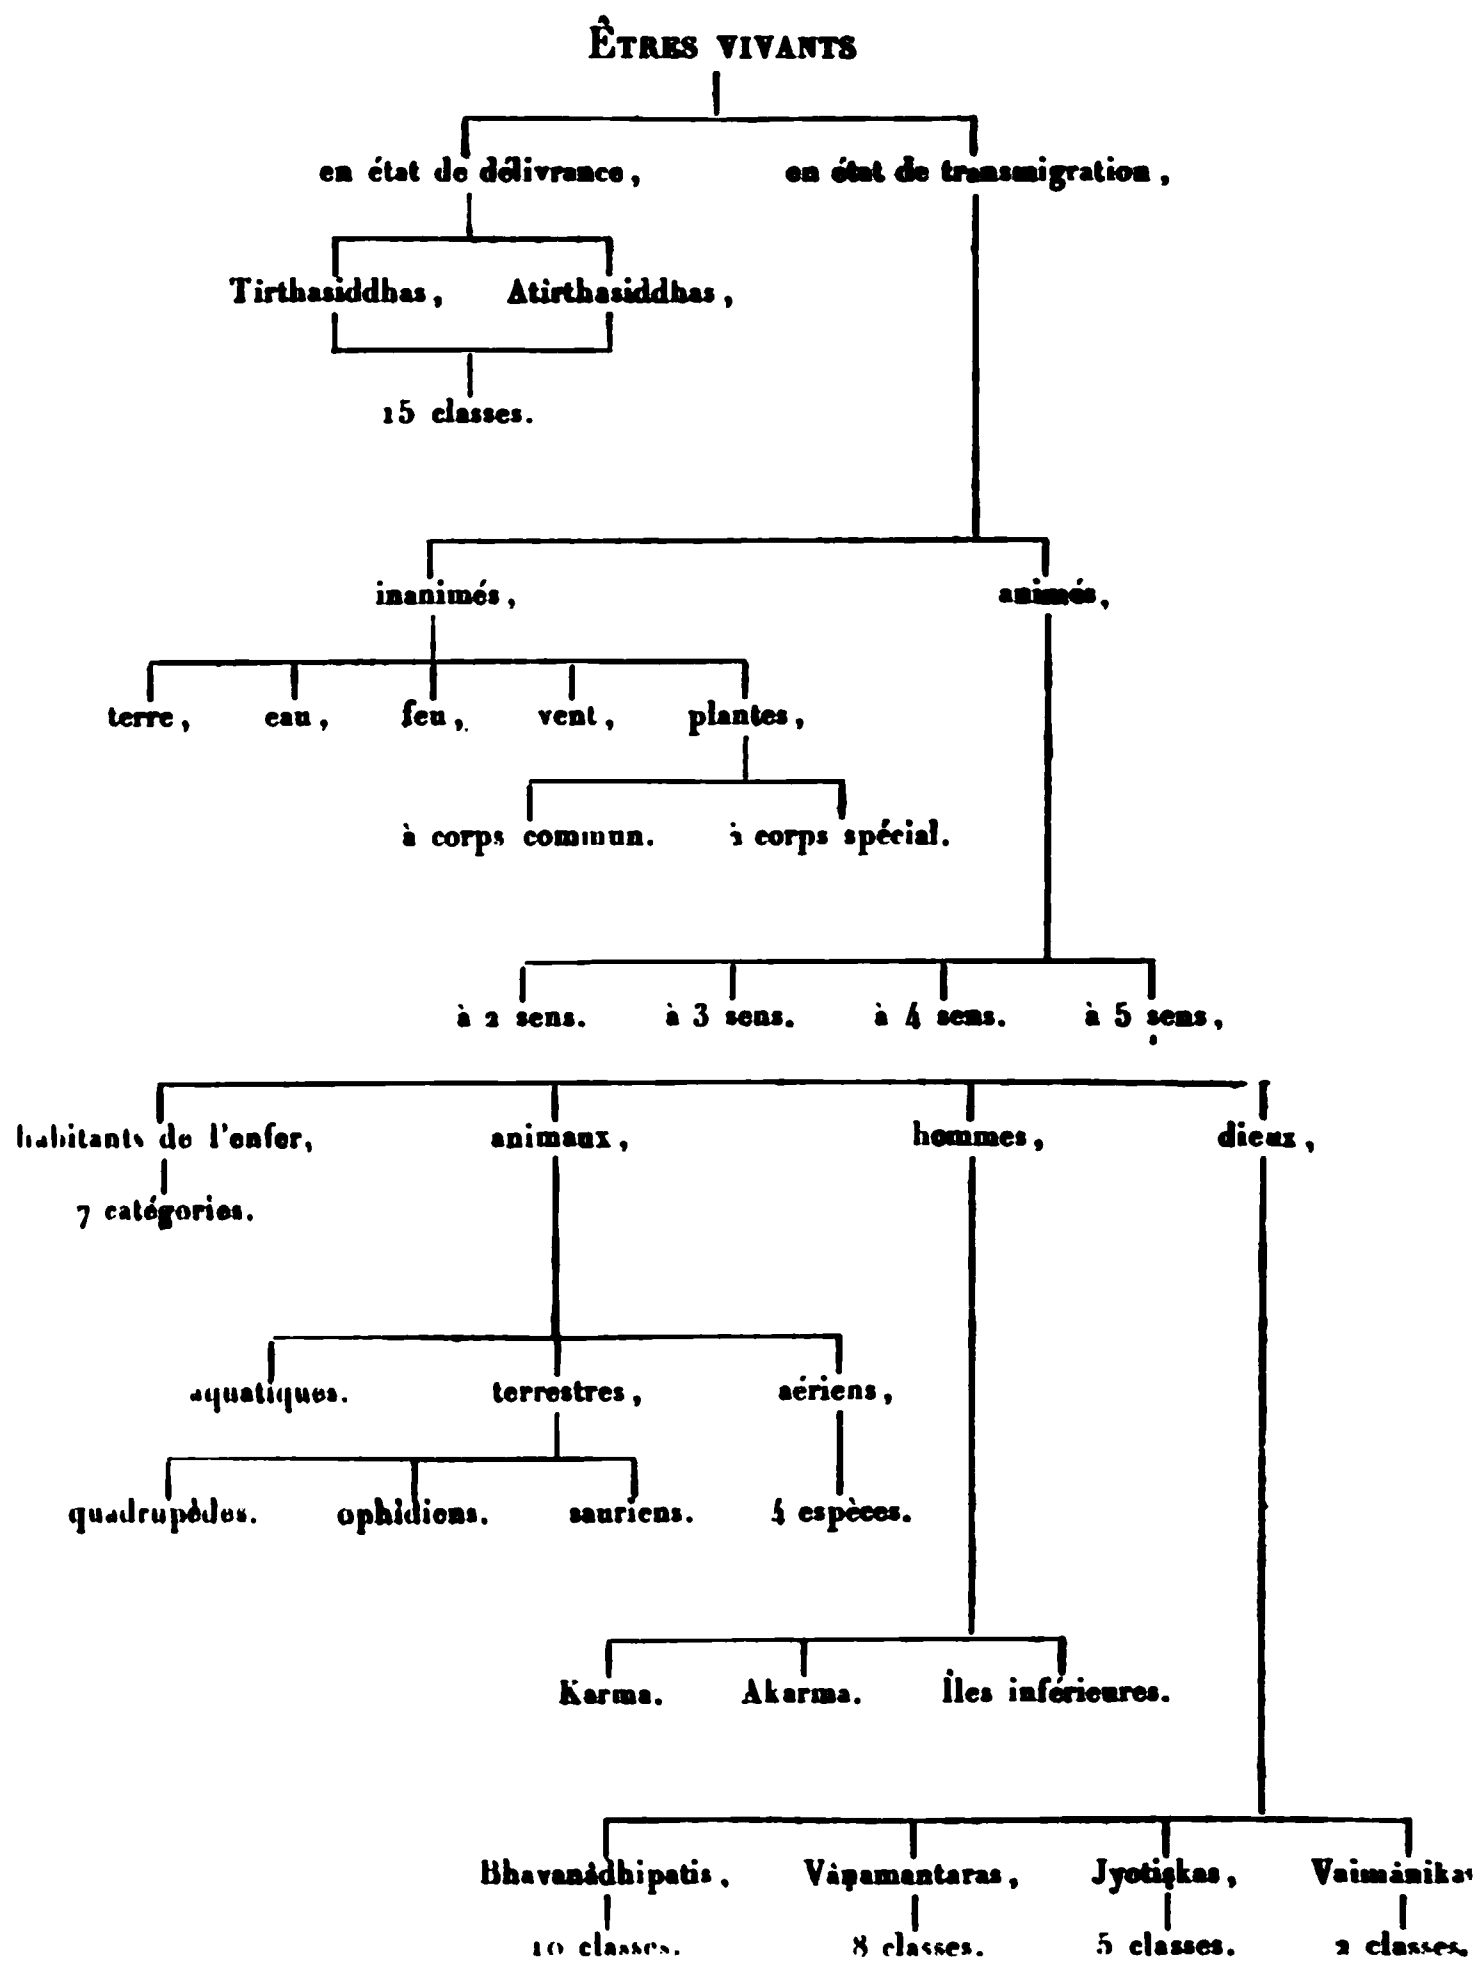 ÊTRES VIVANTS
en état de délivrance, en état de transmigration,
Tirthasiddhas, Atirthasiddhas,
15 classes.
inanimés, animés,
terre, eau, feu, vent, plantes,
à corps commun. à corps spécial.
à 2 sens. à 3 sens. à 4 sens. à 5 sens,
habitants de l'enfer, animaux, hommes, dieux,
7 catégories.
aquatiques. terrestres, aériens,
quadrupèdes. ophidiens. sauriens. 4 espèces.
Karma. Akarma. Îles inférieures.
Bhavanâdhipatis, Vâṇamantaras, Jyotiṣkas, Vaimânikas
10 classes. 8 classes. 5 classes. 2 classes.